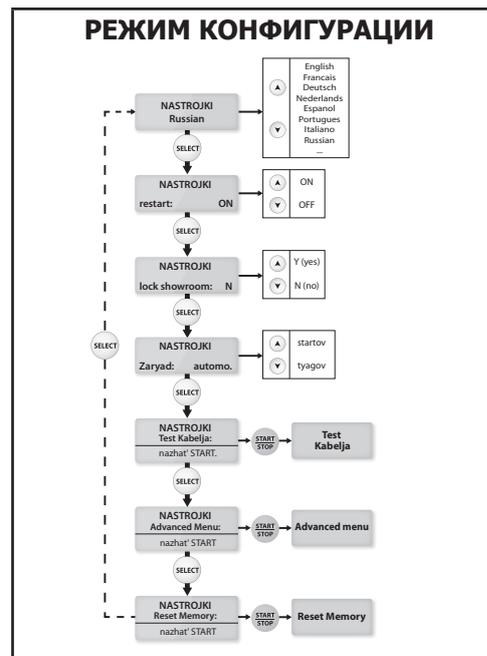 РЕЖИМ КОНФИГУРАЦИИ
NASTROJKI
Russian
English
Francais
Deutsch
Nederlands
Espanol
Portugues
Italiano
Russian
...
SELECT
NASTROJKI
restart: ON
ON
OFF
SELECT
NASTROJKI
lock showroom: N
Y (yes)
N (no)
SELECT
SELECT
NASTROJKI
Zaryad: automo.
startov
tyagov
SELECT
NASTROJKI
Test Kabelja:
nazhat' START.
START
STOP
Test
Kabelja
SELECT
NASTROJKI
Advanced Menu:
nazhat' START
START
STOP
Advanced menu
SELECT
NASTROJKI
Reset Memory:
nazhat' START
START
STOP
Reset Memory